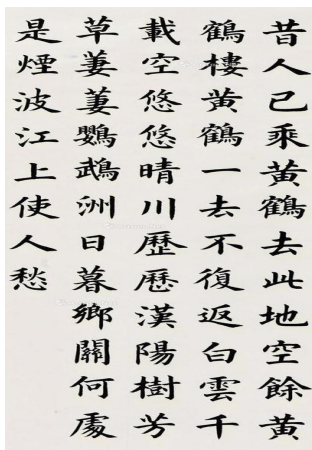 昔人已乘黃鶴去此地空餘黃
鶴樓黃鶴一去不復返白雲千
載空悠悠晴川歷歷漢陽樹芳
草萋萋鸚鵡洲日暮鄉關何處
是煙波江上使人愁